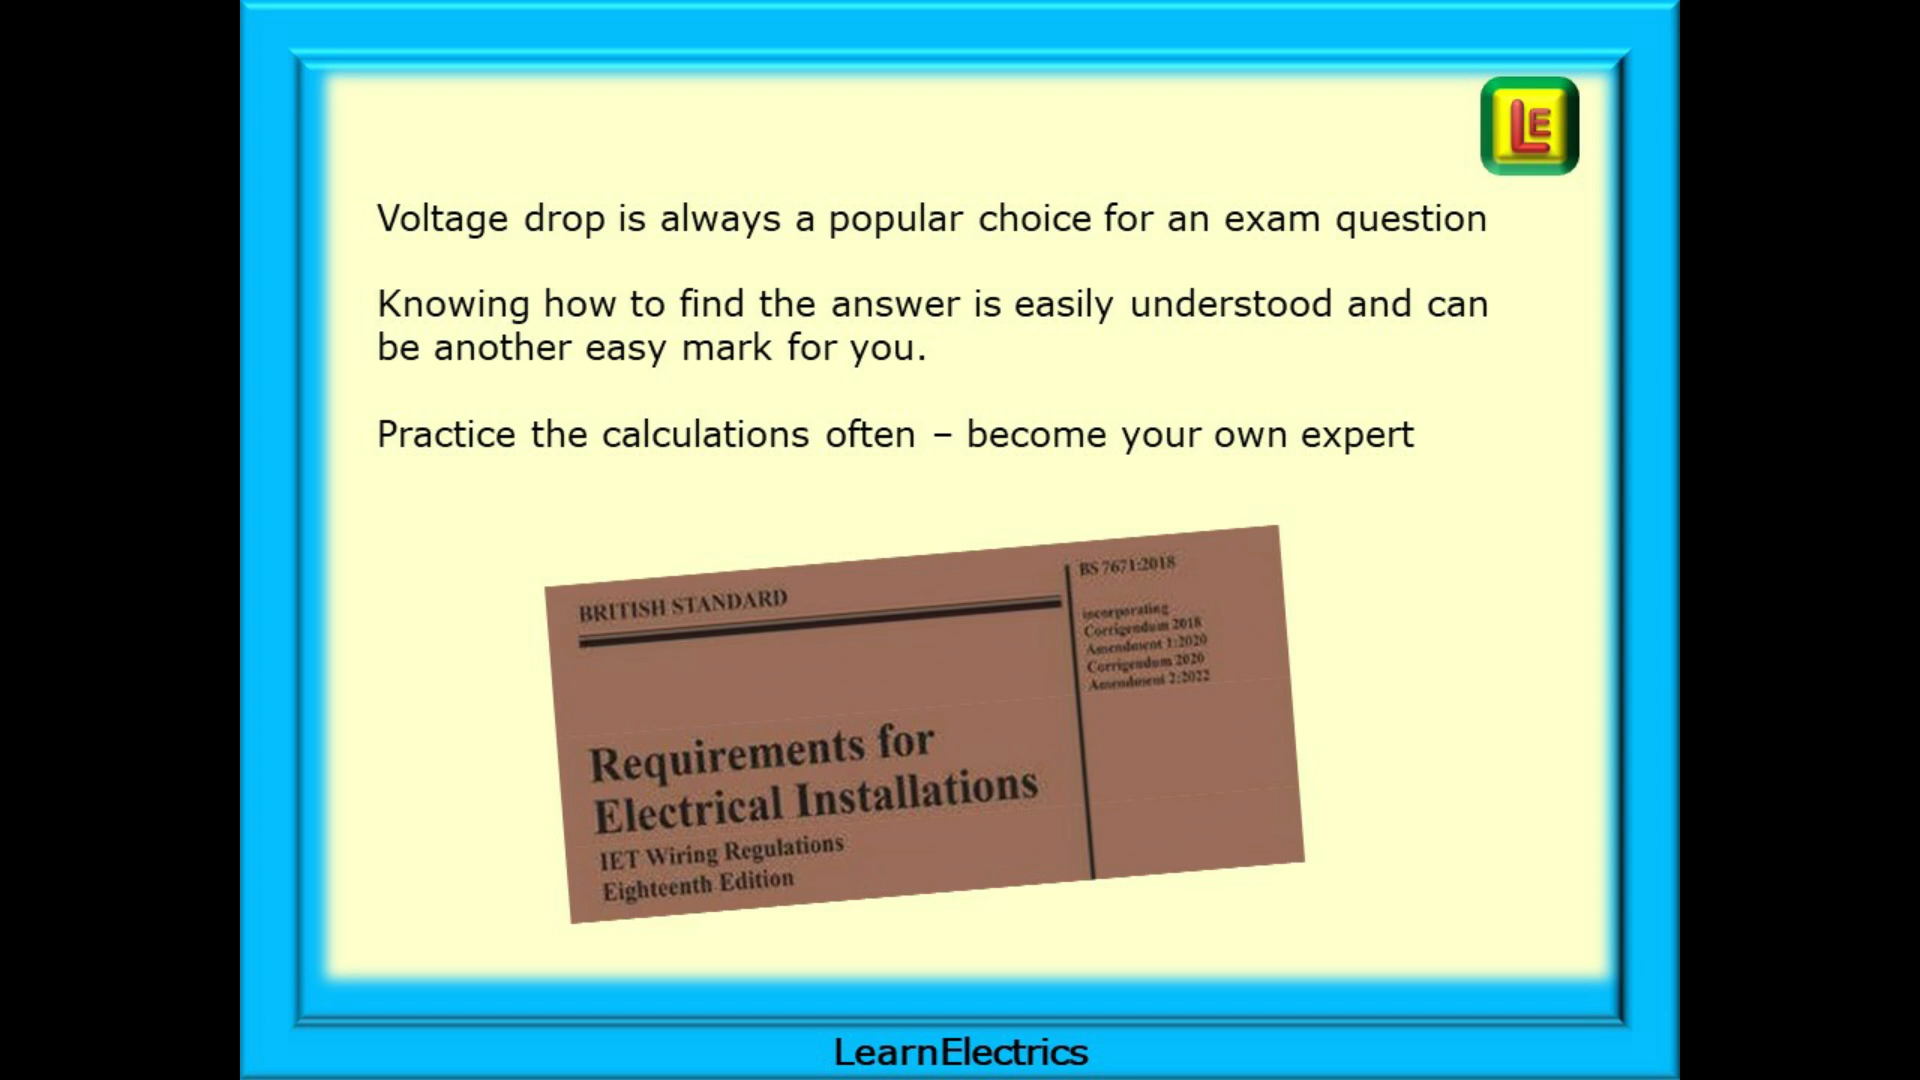 LE
Voltage drop is always a popular choice for an exam question
Knowing how to find the answer is easily understood and can
be another easy mark for you.
Practice the calculations often – become your own expert
BRITISH STANDARD
BS 7671:2018
incorporating
Corrigendum 2018
Amendment 1:2020
Corrigendum 2020
Amendment 2:2022
Requirements for
Electrical Installations
IET Wiring Regulations
Eighteenth Edition
LearnElectrics